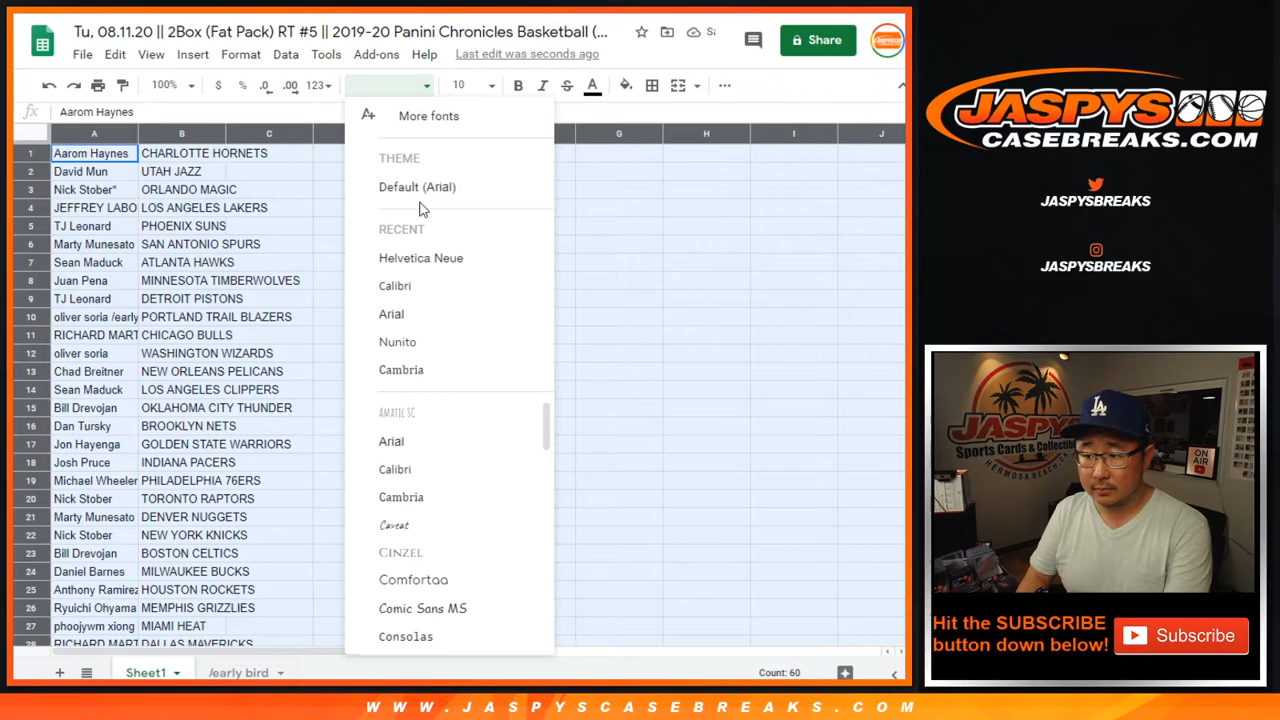 Tu, 08.11.20 || 2Box (Fat Pack) RT #5 || 2019-20 Panini Chronicles Basketball (...
File Edit View Insert Format Data Tools Add-ons Help Last edit was seconds ago
Share
100% $ % .0 .00 123 10 B I S A
fx Aarom Haynes
More fonts
THEME
Default (Arial)
RECENT
Helvetica Neue
Calibri
Arial
Nunito
Cambria
AMATIC SC
Arial
Calibri
Cambria
Caveat
CINZEL
Comfortaa
Comic Sans MS
Consolas
A B C G H I J
1 Aarom Haynes CHARLOTTE HORNETS
2 David Mun UTAH JAZZ
3 Nick Stober* ORLANDO MAGIC
4 JEFFREY LABO LOS ANGELES LAKERS
5 TJ Leonard PHOENIX SUNS
6 Marty Munesato SAN ANTONIO SPURS
7 Sean Maduck ATLANTA HAWKS
8 Juan Pena MINNESOTA TIMBERWOLVES
9 TJ Leonard DETROIT PISTONS
10 oliver soria /early PORTLAND TRAIL BLAZERS
11 RICHARD MART CHICAGO BULLS
12 oliver soria WASHINGTON WIZARDS
13 Chad Breitner NEW ORLEANS PELICANS
14 Sean Maduck LOS ANGELES CLIPPERS
15 Bill Drevojan OKLAHOMA CITY THUNDER
16 Dan Tursky BROOKLYN NETS
17 Jon Hayenga GOLDEN STATE WARRIORS
18 Josh Pruce INDIANA PACERS
19 Michael Wheeler PHILADELPHIA 76ERS
20 Nick Stober TORONTO RAPTORS
21 Marty Munesato DENVER NUGGETS
22 Nick Stober NEW YORK KNICKS
23 Bill Drevojan BOSTON CELTICS
24 Daniel Barnes MILWAUKEE BUCKS
25 Anthony Ramirez HOUSTON ROCKETS
26 Ryuichi Ohyama MEMPHIS GRIZZLIES
27 phoojywm xiong MIAMI HEAT
28 RICHARD MART DALLAS MAVERICKS
Sheet1 /early bird Count: 60
JASPYS
CASEBREAKS.COM
JASPYSBREAKS
JASPYSBREAKS
JASPYS
Sports Cards & Collectibl
HERMOSA BEACH, CA
LA
ON AIR
Hit the SUBSCRIBE
button down below!
Subscribe
WWW.JASPYSCASEBREAKS.COM